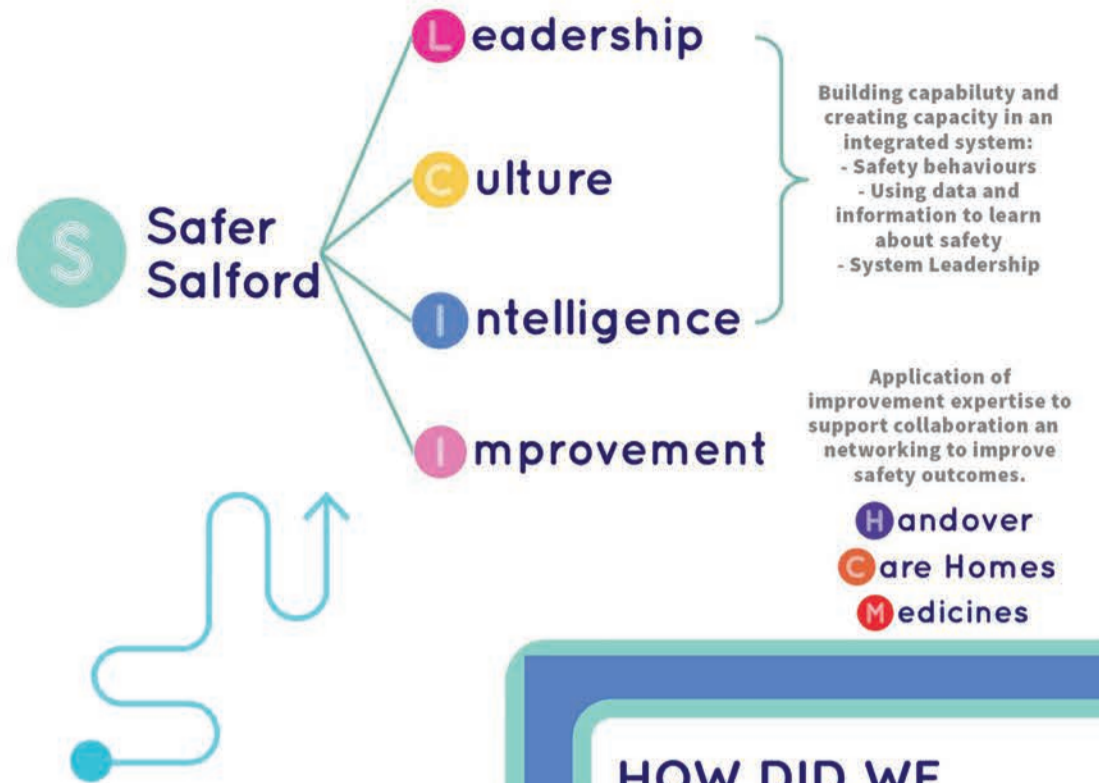 Leadership
Building capabiluty and
creating capacity in an
integrated system:
- Safety behaviours
- Using data and
information to learn
about safety
- System Leadership
Culture
S Safer
Salford
Intelligence
Improvement
Application of
improvement expertise to
support collaboration an
networking to improve
safety outcomes.
Handover
Care Homes
Medicines
HOW DID WE